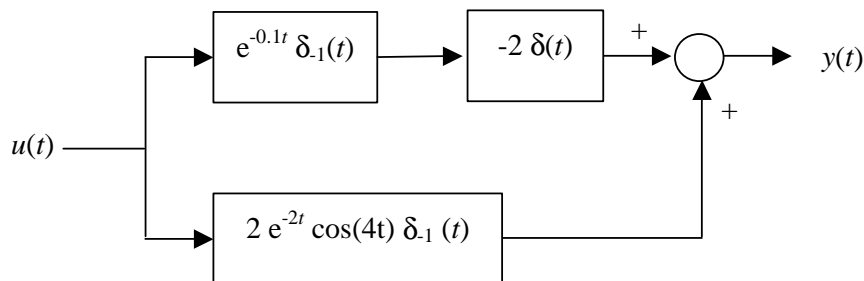 e^{-0.1t} δ_{-1}(t)
-2 δ(t)
+
y(t)
+
u(t)
2 e^{-2t} cos(4t) δ_{-1} (t)